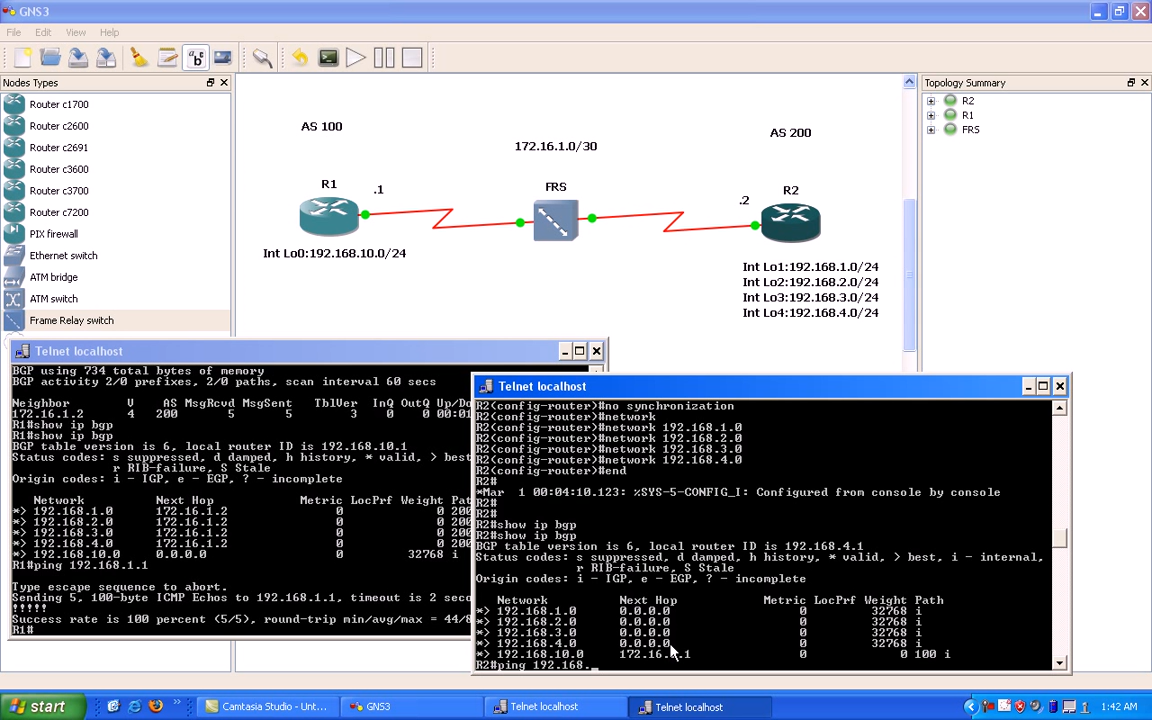 GNS3
File Edit View Help
Nodes Types
Router c1700
Router c2600
Router c2691
Router c3600
Router c3700
Router c7200
PIX firewall
Ethernet switch
ATM bridge
ATM switch
Frame Relay switch
AS 100
172.16.1.0/30
AS 200
R1
.1
FRS
.2
R2
Int Lo0:192.168.10.0/24
Int Lo1:192.168.1.0/24
Int Lo2:192.168.2.0/24
Int Lo3:192.168.3.0/24
Int Lo4:192.168.4.0/24
Topology Summary
R2
R1
FRS
Telnet localhost
BGP using 734 total bytes of memory
BGP activity 2/0 prefixes, 2/0 paths, scan interval 60 secs
Neighbor V AS MsgRcvd MsgSent TblVer InQ OutQ Up/Do
172.16.1.2 4 200 5 5 3 0 0 00:01
R1#show ip bgp
R1#show ip bgp
BGP table version is 6, local router ID is 192.168.10.1
Status codes: s suppressed, d damped, h history, * valid, > best
r RIB-failure, S Stale
Origin codes: i - IGP, e - EGP, ? - incomplete
Network Next Hop Metric LocPrf Weight Pat
*> 192.168.1.0 172.16.1.2 0 0 200
*> 192.168.2.0 172.16.1.2 0 0 200
*> 192.168.3.0 172.16.1.2 0 0 200
*> 192.168.4.0 172.16.1.2 0 0 200
*> 192.168.10.0 0.0.0.0 0 32768 i
R1#ping 192.168.1.1
Type escape sequence to abort.
Sending 5, 100-byte ICMP Echos to 192.168.1.1, timeout is 2 seco
!!!!!
Success rate is 100 percent (5/5), round-trip min/avg/max = 44/8
R1#
Telnet localhost
R2(config-router)#no synchronization
R2(config-router)#network
R2(config-router)#network 192.168.1.0
R2(config-router)#network 192.168.2.0
R2(config-router)#network 192.168.3.0
R2(config-router)#network 192.168.4.0
R2(config-router)#end
R2#
*Mar 1 00:04:10.123: %SYS-5-CONFIG_I: Configured from console by console
R2#
R2#
R2#show ip bgp
R2#show ip bgp
BGP table version is 6, local router ID is 192.168.4.1
Status codes: s suppressed, d damped, h history, * valid, > best, i - internal,
r RIB-failure, S Stale
Origin codes: i - IGP, e - EGP, ? - incomplete
Network Next Hop Metric LocPrf Weight Path
*> 192.168.1.0 0.0.0.0 0 32768 i
*> 192.168.2.0 0.0.0.0 0 32768 i
*> 192.168.3.0 0.0.0.0 0 32768 i
*> 192.168.4.0 0.0.0.0 0 32768 i
*> 192.168.10.0 172.16.1.1 0 0 100 i
R2#ping 192.168._
start
Camtasia Studio - Unt...
GNS3
Telnet localhost
Telnet localhost
1:42 AM